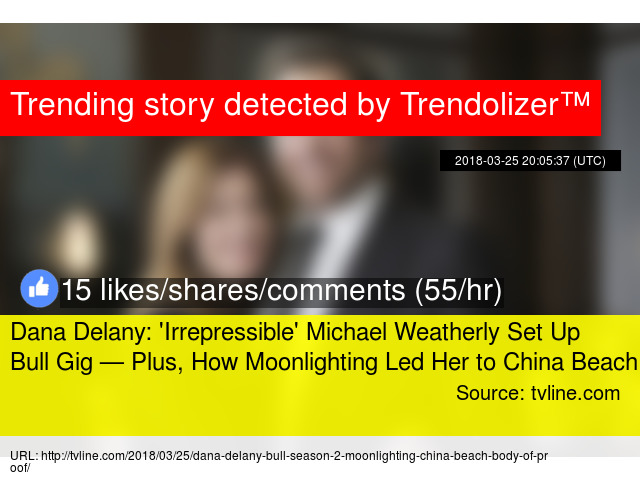 Trending story detected by Trendolizer™
2018-03-25 20:05:37 (UTC)
15 likes/shares/comments (55/hr)
Dana Delany: 'Irrepressible' Michael Weatherly Set Up
Bull Gig — Plus, How Moonlighting Led Her to China Beach
Source: tvline.com
URL: http://tvline.com/2018/03/25/dana-delany-bull-season-2-moonlighting-china-beach-body-of-pr
oof/